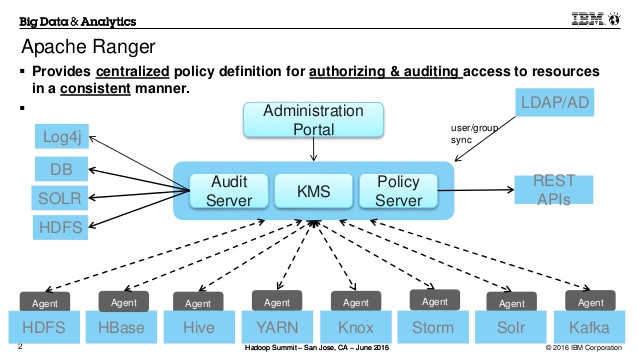 Big Data & Analytics
IBM
Apache Ranger
Provides centralized policy definition for authorizing & auditing access to resources
in a consistent manner.
Administration
Portal
LDAP/AD
user/group
sync
Log4j
DB
SOLR
HDFS
Audit
Server
KMS
Policy
Server
REST
APIs
Agent
Agent
Agent
Agent
Agent
Agent
Agent
Agent
HDFS
HBase
Hive
YARN
Knox
Storm
Solr
Kafka
2
Hadoop Summit – San Jose, CA – June 2016
© 2016 IBM Corporation